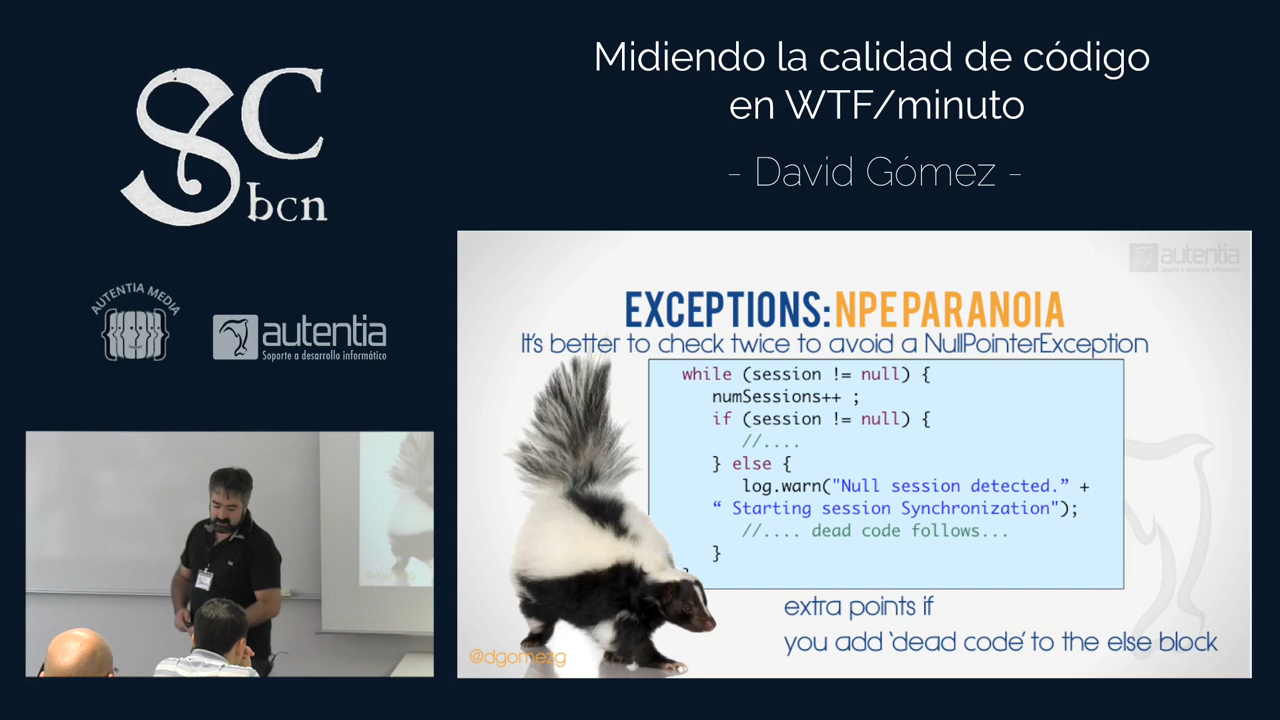 SC
bcn
Midiendo la calidad de código
en WTF/minuto
- David Gómez -
AUTENTIA MEDIA
autentia
Soporte a desarrollo informático
autentia
Soporte a desarrollo informático
EXCEPTIONS: NPE PARANOIA
It's better to check twice to avoid a NullPointerException
while (session != null) {
numSessions++ ;
if (session != null) {
//....
} else {
log.warn("Null session detected.” +
“ Starting session Synchronization");
//.... dead code follows...
}
}
extra points if
you add ‘dead code’ to the else block
@dgomezg